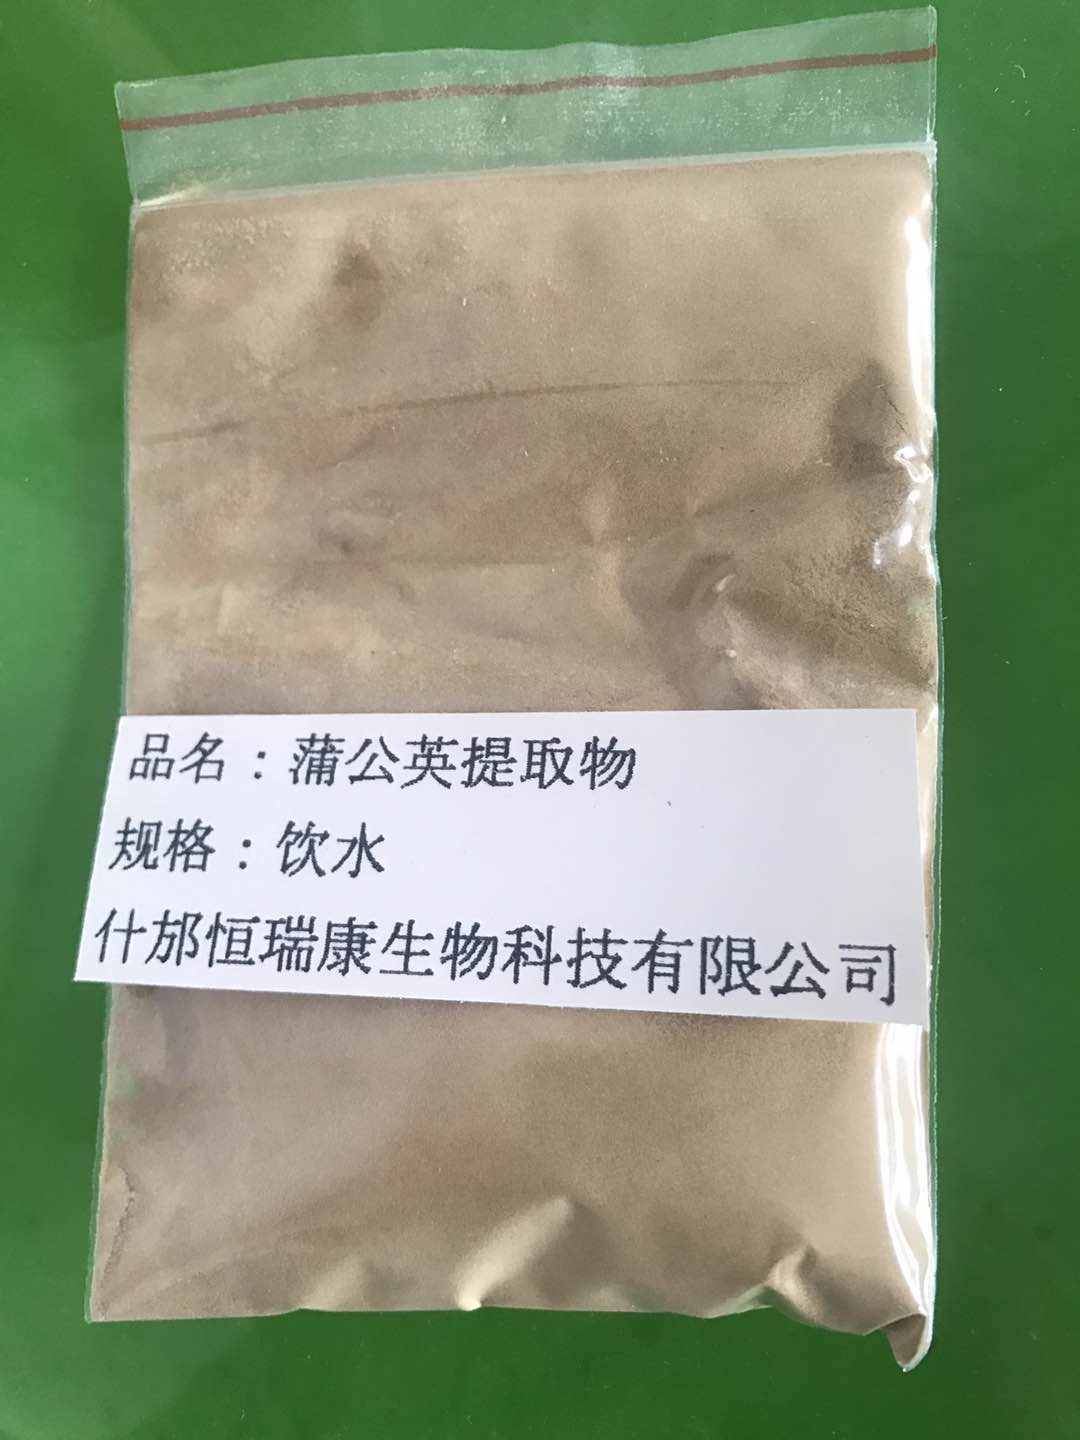 品名：蒲公英提取物
规格：饮水
什邡恒瑞康生物科技有限公司